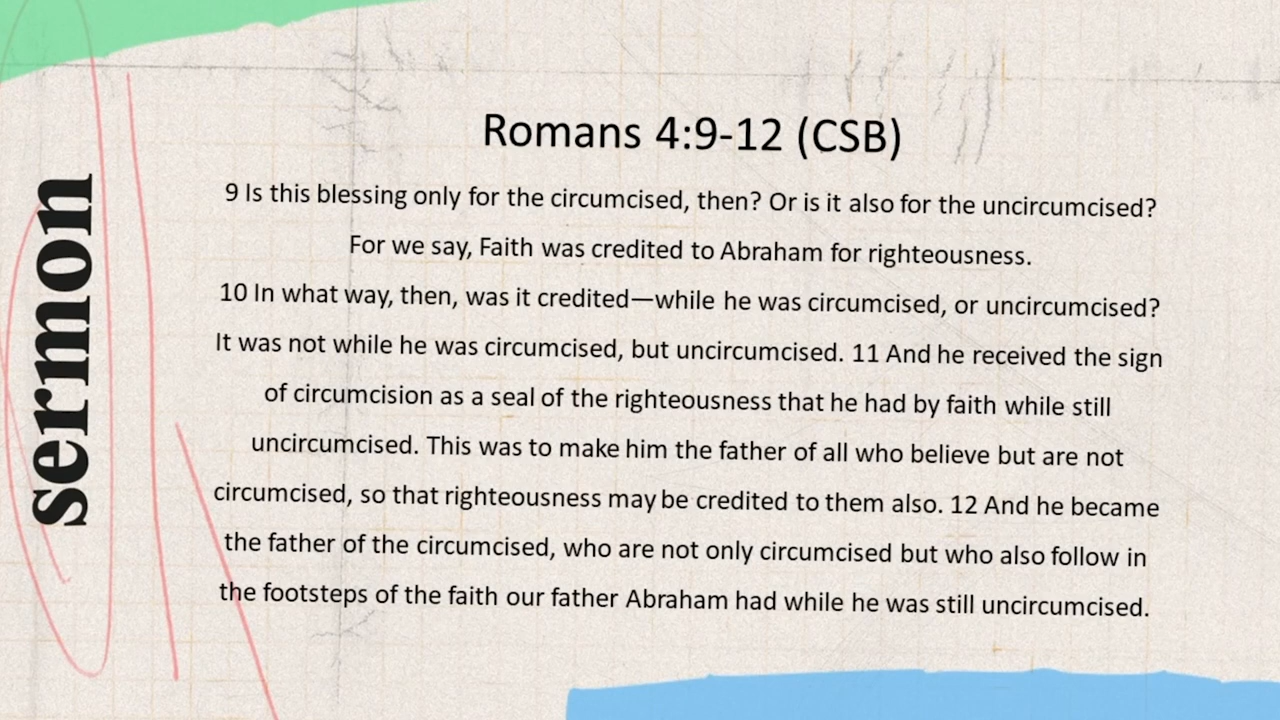 sermon
Romans 4:9-12 (CSB)
9 Is this blessing only for the circumcised, then? Or is it also for the uncircumcised?
For we say, Faith was credited to Abraham for righteousness.
10 In what way, then, was it credited—while he was circumcised, or uncircumcised?
It was not while he was circumcised, but uncircumcised. 11 And he received the sign
of circumcision as a seal of the righteousness that he had by faith while still
uncircumcised. This was to make him the father of all who believe but are not
circumcised, so that righteousness may be credited to them also. 12 And he became
the father of the circumcised, who are not only circumcised but who also follow in
the footsteps of the faith our father Abraham had while he was still uncircumcised.